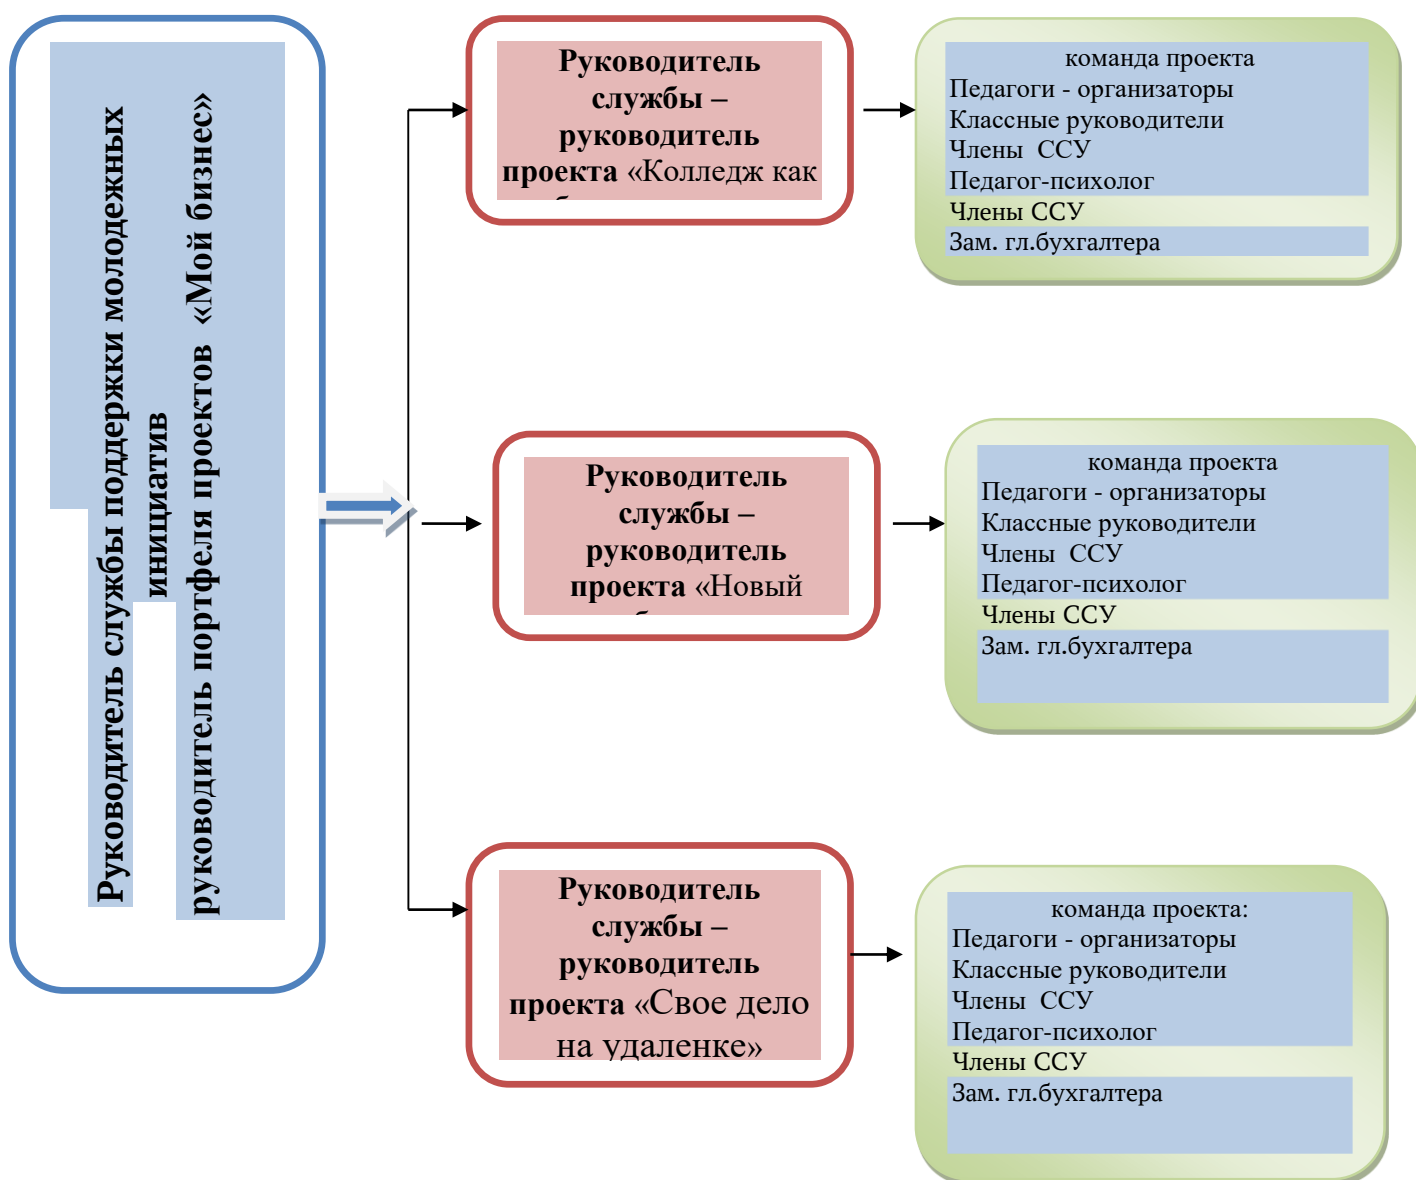 Руководитель службы поддержки молодежных
инициатив
руководитель портфеля проектов «Мой бизнес»
Руководитель
службы –
руководитель
проекта «Колледж как
команда проекта
Педагоги - организаторы
Классные руководители
Члены ССУ
Педагог-психолог
Члены ССУ
Зам. гл.бухгалтера
Руководитель
службы –
руководитель
проекта «Новый
команда проекта
Педагоги - организаторы
Классные руководители
Члены ССУ
Педагог-психолог
Члены ССУ
Зам. гл.бухгалтера
Руководитель
службы –
руководитель
проекта «Свое дело
на удаленке»
команда проекта:
Педагоги - организаторы
Классные руководители
Члены ССУ
Педагог-психолог
Члены ССУ
Зам. гл.бухгалтера